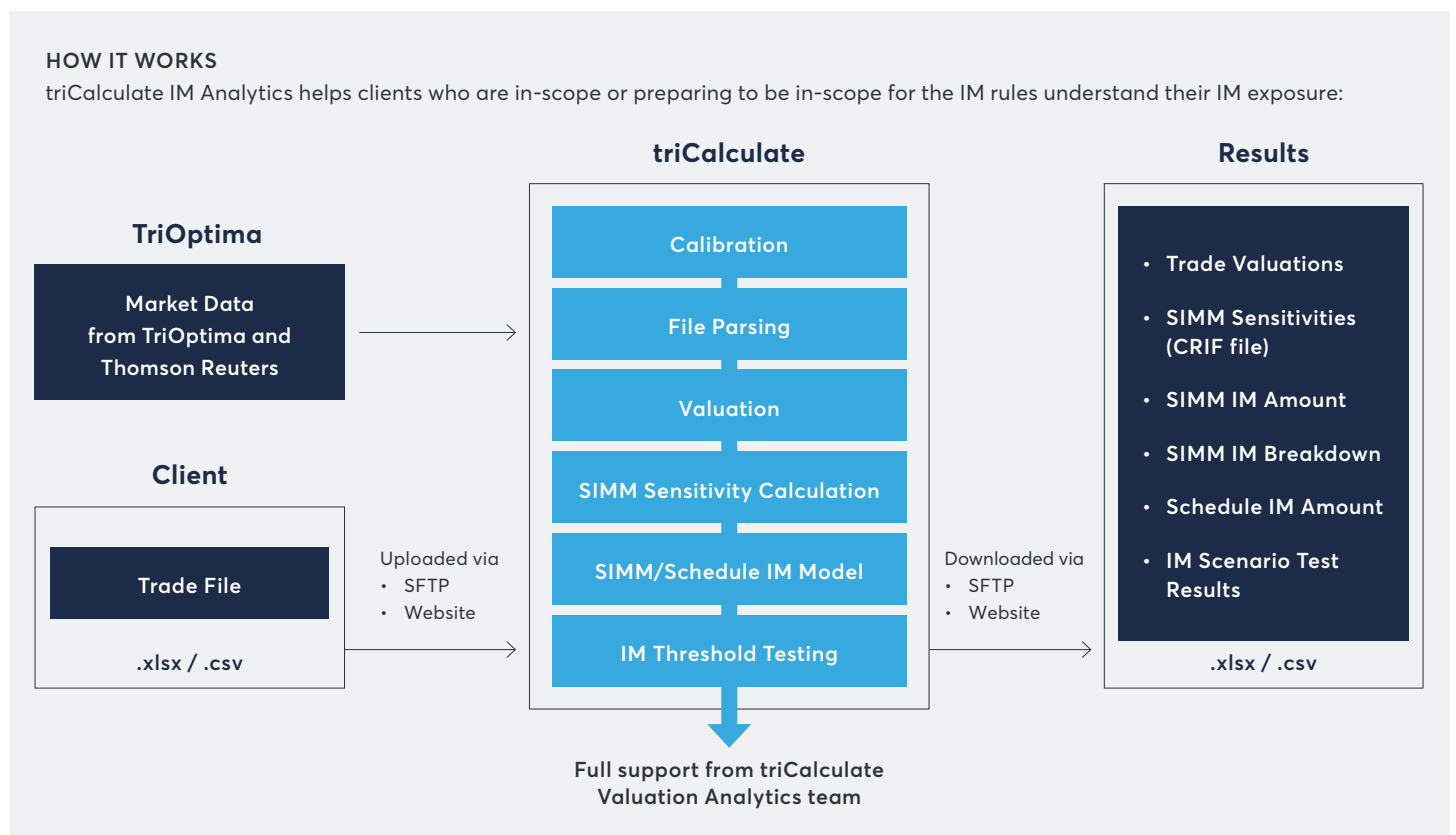 HOW IT WORKS
triCalculate IM Analytics helps clients who are in-scope or preparing to be in-scope for the IM rules understand their IM exposure:
TriOptima
Market Data
from TriOptima and
Thomson Reuters
Client
Trade File
.xlsx / .csv
Uploaded via
• SFTP
• Website
triCalculate
Calibration
File Parsing
Valuation
SIMM Sensitivity Calculation
SIMM/Schedule IM Model
IM Threshold Testing
Full support from triCalculate
Valuation Analytics team
Downloaded via
• SFTP
• Website
Results
• Trade Valuations
• SIMM Sensitivities
(CRIF file)
• SIMM IM Amount
• SIMM IM Breakdown
• Schedule IM Amount
• IM Scenario Test
Results
.xlsx / .csv